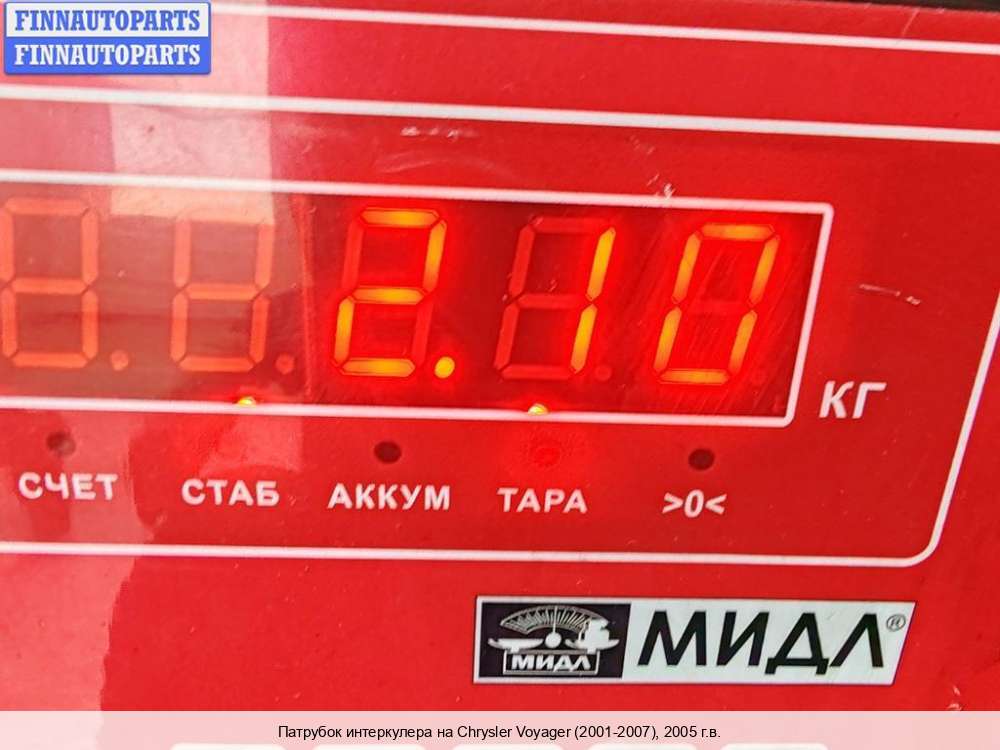 FINNAUTOPARTS
FINNAUTOPARTS
2.10
КГ
СЧЕТ СТАБ АККУМ ТАРА >0<
МИДЛ МИДЛ®
Патрубок интеркулера на Chrysler Voyager (2001-2007), 2005 г.в.